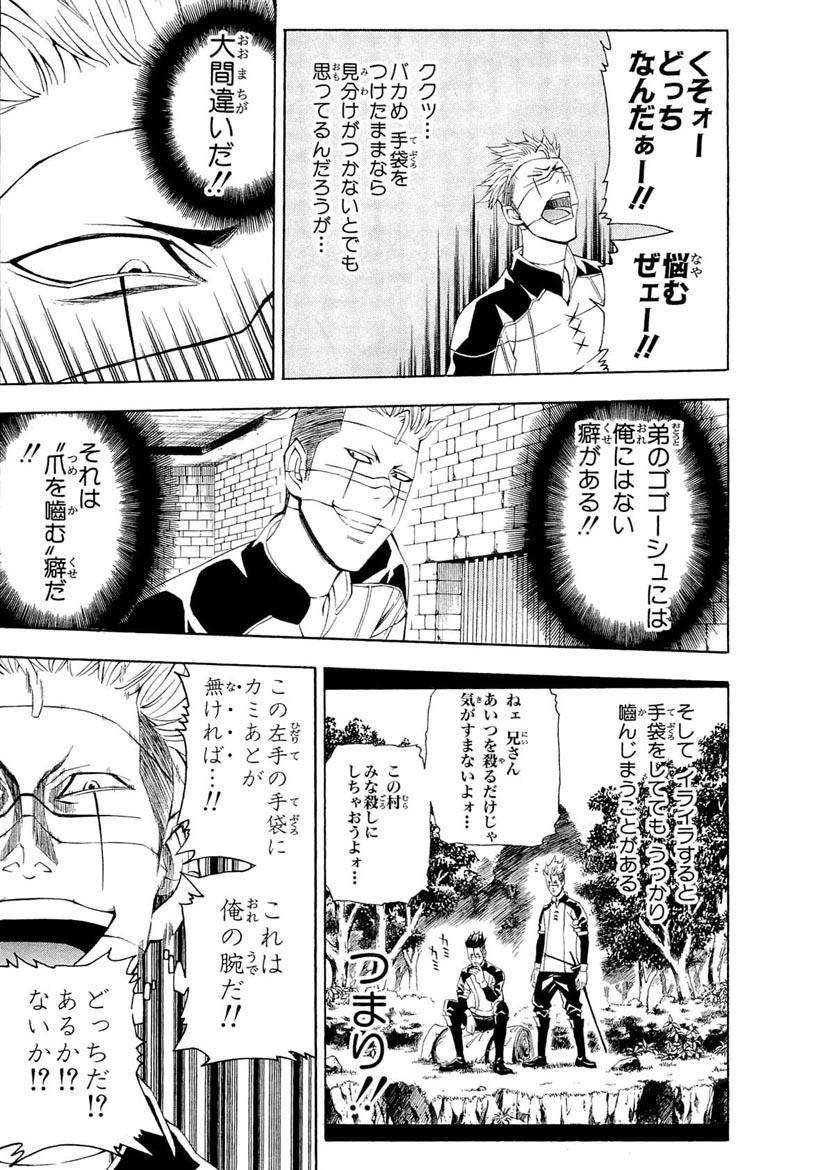 くそォー
どっち
なんだぁー!!
悩む
ぜェー!!
ククッ…
バカめ 手袋を
つけたままなら
見分けがつかないとでも
思ってるんだろうが…
大間違いだ!!
弟のゴゴーシュには
俺にはない
癖がある!!
それは
〝爪を嚙む〟癖だ
!!
そして イライラすると
手袋をしててもうっかり
嚙んじまうことがある
ねェ 兄さん
あいつを殺るだけじゃ
気がすまないよォ…
この村
みな殺しに
しちゃおうよォ…
ガジ
ガジ
つまり!!
この左手の手袋に
カミあとが
無ければ…!!
これは
俺の腕だ!!
どっちだ!?
あるか!?
ないか!?